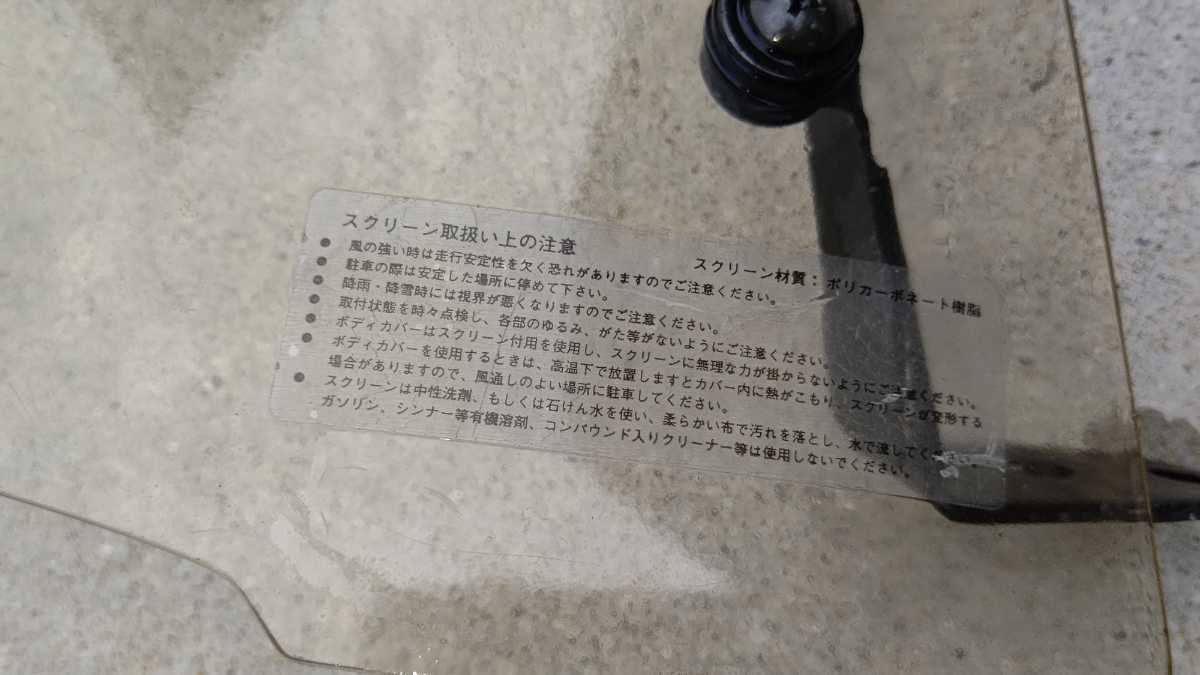 スクリーン取扱い上の注意
スクリーン材質：ポリカーボネート樹脂
● 風の強い時は走行安定性を欠く恐れがありますのでご注意ください。
● 駐車の際は安定した場所に停めて下さい。
● 降雨・降雪時には視界が悪くなりますのでご注意ください。
● 取付状態を時々点検し、各部のゆるみ、がた等がないようにご注意ください。
● ボディカバーはスクリーン付用を使用し、スクリーンに無理な力が掛からないようにご注意ください。
● ボディカバーを使用するときは、高温下で放置しますとカバー内に熱がこもり、スクリーンが変形する
場合がありますので、風通しのよい場所に駐車してください。
● スクリーンは中性洗剤、もしくは石けん水を使い、柔らかい布で汚れを落とし、水で流してください。
ガソリン、シンナー等有機溶剤、コンパウンド入りクリーナー等は使用しないでください。